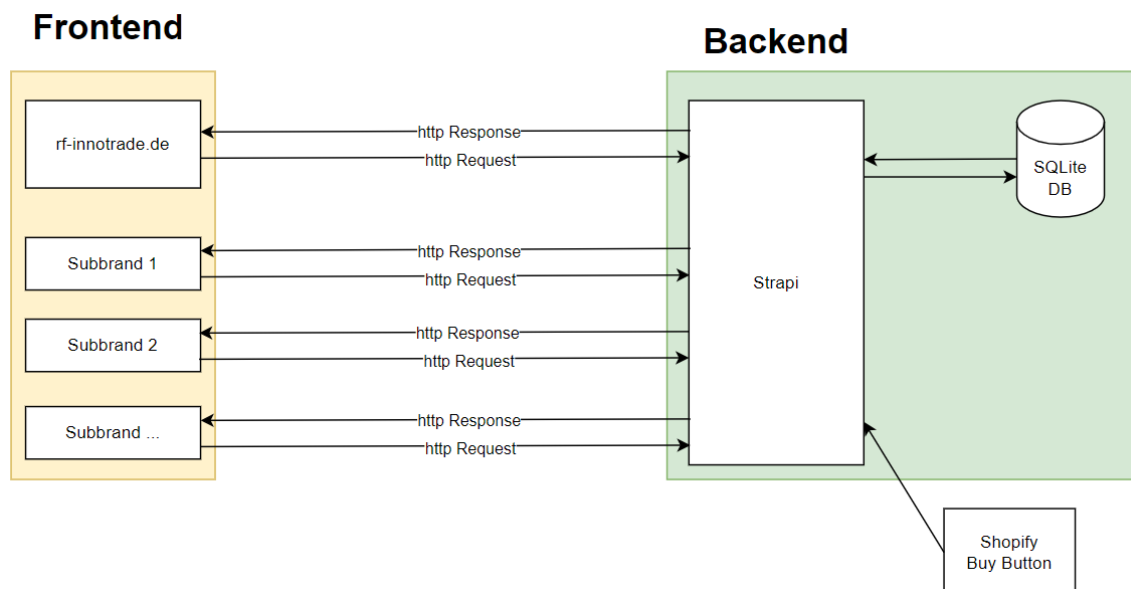 Frontend
Backend
rf-innotrade.de
http Response
http Request
Subbrand 1
http Response
http Request
Subbrand 2
http Response
http Request
Subbrand ...
http Response
http Request
Strapi
SQLite
DB
Shopify
Buy Button